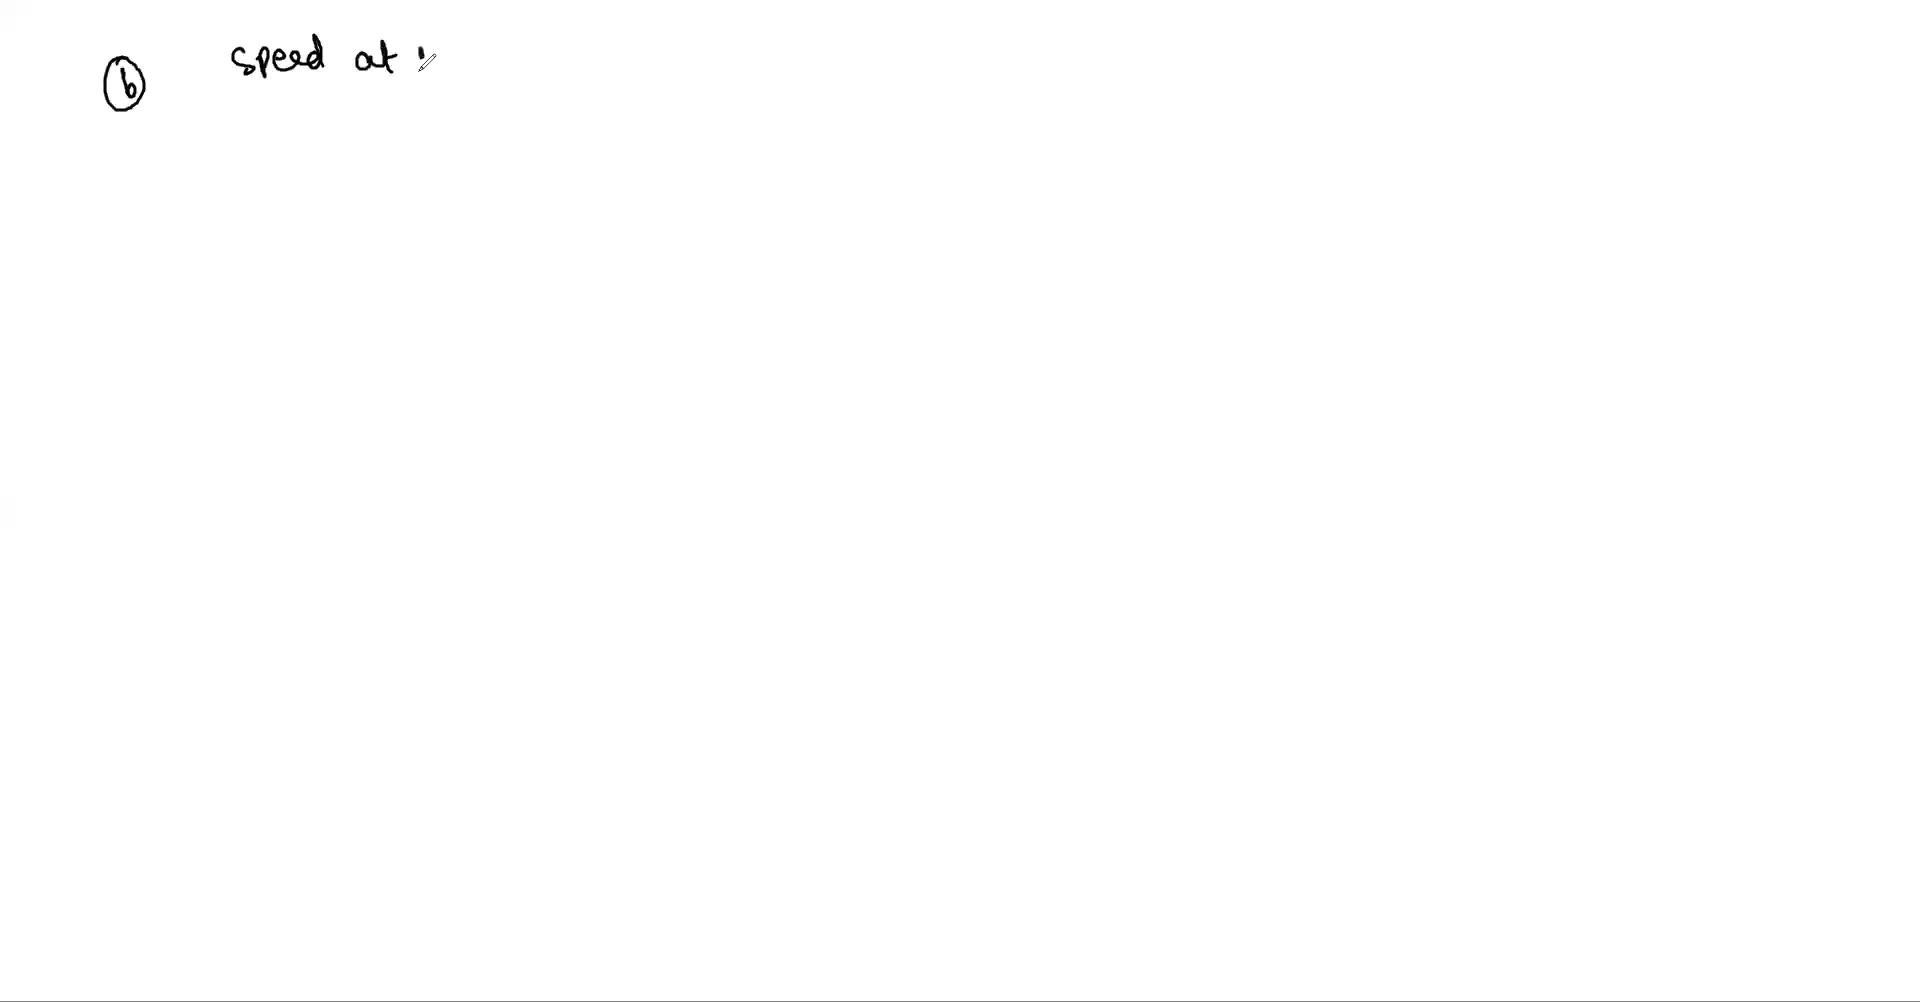 ⓑ speed at